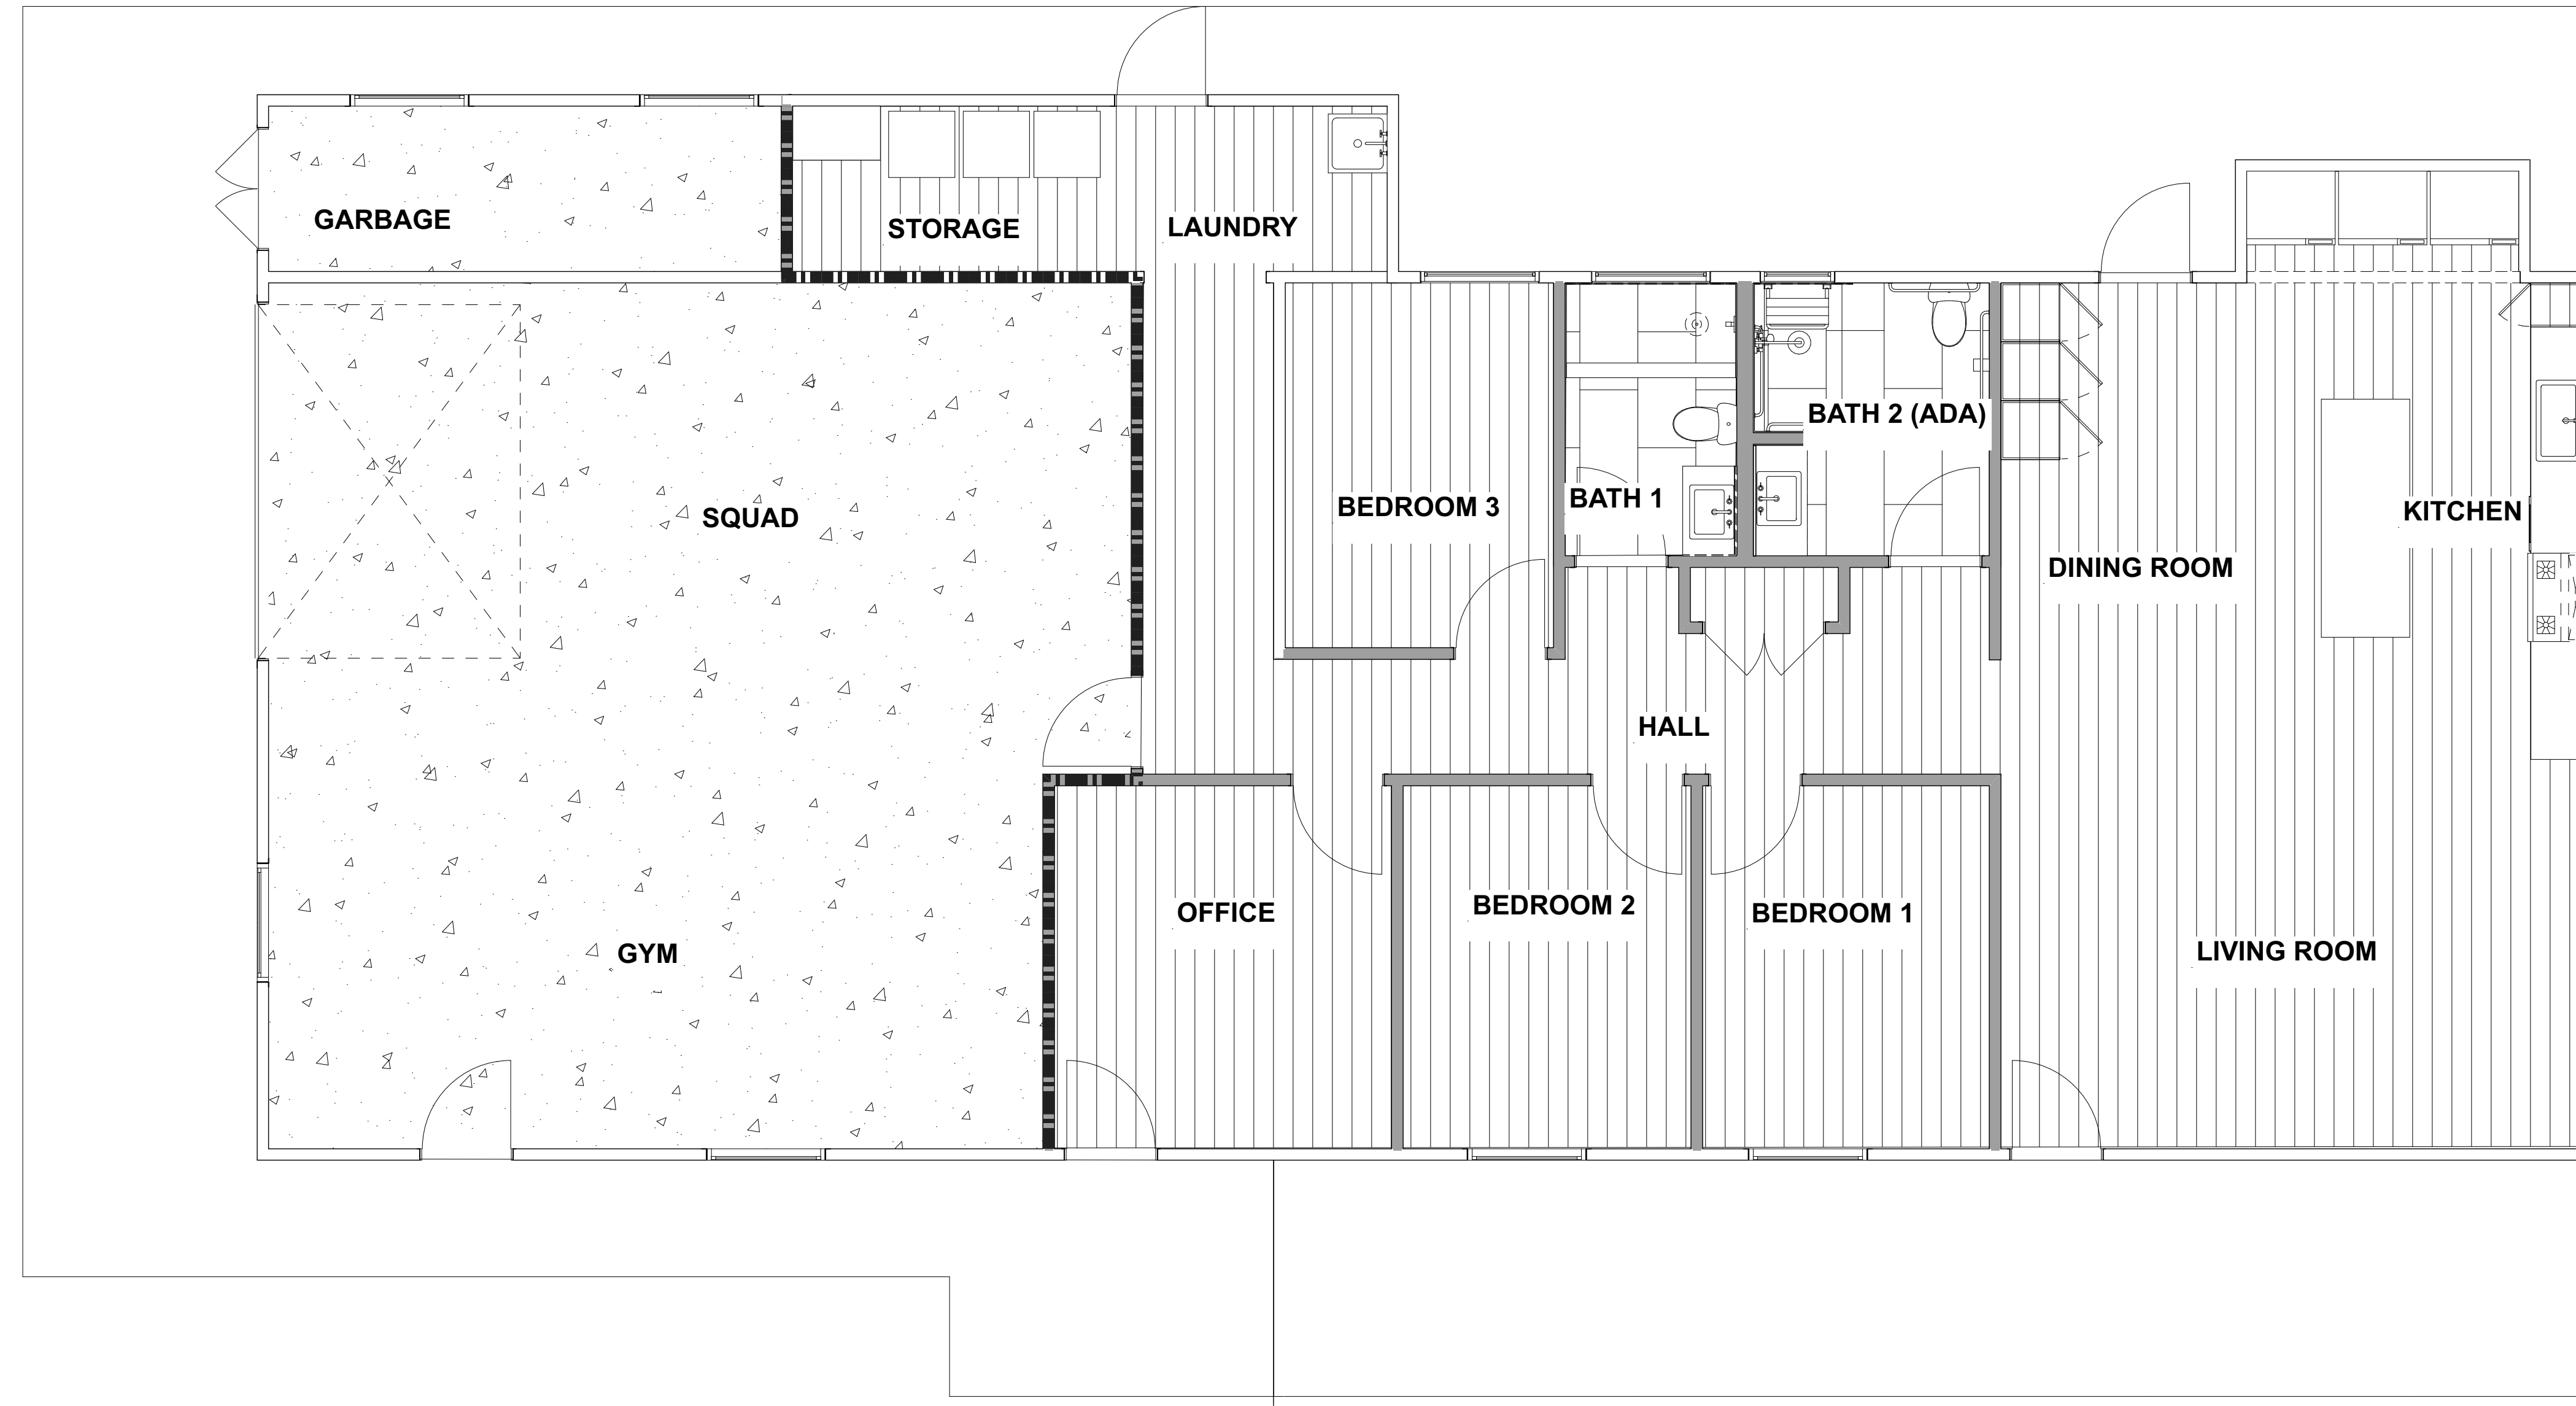 GARBAGE
STORAGE
LAUNDRY
SQUAD
BEDROOM 3
BATH 1
BATH 2 (ADA)
DINING ROOM
KITCHEN
HALL
GYM
OFFICE
BEDROOM 2
BEDROOM 1
LIVING ROOM